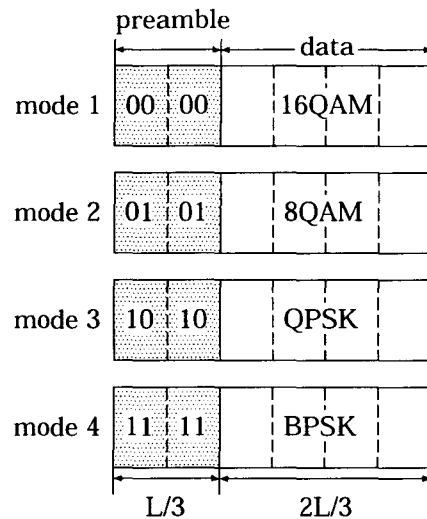 preamble
data
mode 1 00 00 16QAM
mode 2 01 01 8QAM
mode 3 10 10 QPSK
mode 4 11 11 BPSK
L/3 2L/3